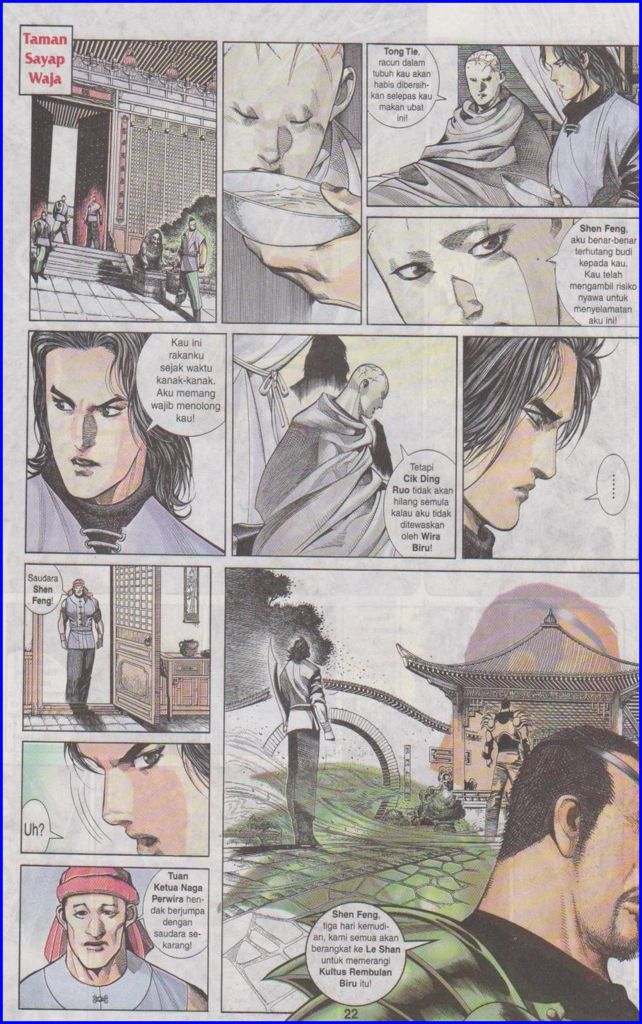 Taman
Sayap
Waja
Tong Tie,
racun dalam
tubuh kau akan
habis dibersih-
kan selepas kau
makan ubat
ini!
Shen Feng,
aku benar-benar
terhutang budi
kepada kau.
Kau telah
mengambil risiko
nyawa untuk
menyelamatan
aku ini!
Kau ini
rakanku
sejak waktu
kanak-kanak.
Aku memang
wajib menolong
kau!
Tetapi
Cik Ding
Ruo tidak akan
hilang semula
kalau aku tidak
ditewaskan
oleh Wira
Biru!
......
Saudara
Shen
Feng!
Uh?
Tuan
Ketua Naga
Perwira hen-
dak berjumpa
dengan
saudara se-
karang!
Shen Feng,
tiga hari kemudi-
an, kami semua akan
berangkat ke Le Shan
untuk memerangi
Kultus Rembulan
Biru itu!
22